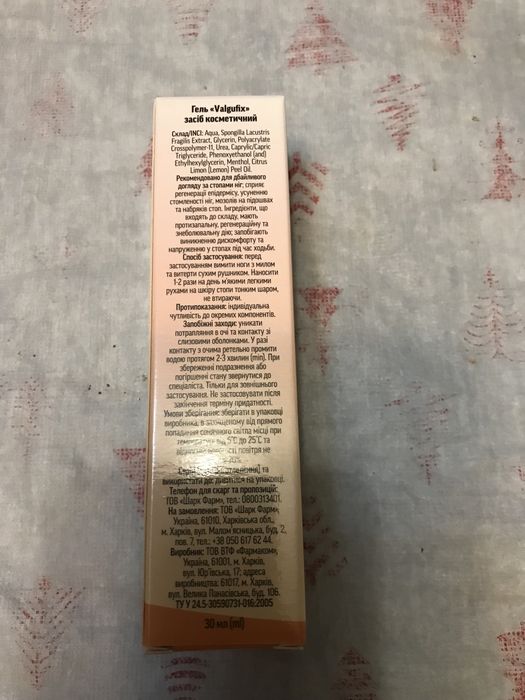 Гель «Valgufix»
засіб косметичний
Склад/INCI: Aqua, Spongilla Lacustris
Fragilis Extract, Glycerin, Polyacrylate
Crosspolymer-11, Urea, Caprylic/Capric
Triglyceride, Phenoxyethanol (and)
Ethylhexylglycerin, Menthol, Citrus
Limon (Lemon) Peel Oil.
Рекомендовано для дбайливого
догляду за стопами ніг; сприяє
регенерації епідермісу, усуненню
стомленості ніг, мозолів на підошвах
та набряків стоп. Інгредієнти, що
входять до складу, мають
протизапальну, регенераційну та
знеболювальну дію; запобігають
виникненню дискомфорту та
напруженню у стопах під час ходьби.
Спосіб застосування: перед
застосуванням вимити ноги з милом
та витерти сухим рушником. Наносити
1-2 рази на день м'якими легкими
рухами на шкіру стопи тонким шаром,
не втираючи.
Протипоказання: індивідуальна
чутливість до окремих компонентів.
Запобіжні заходи: уникати
потрапляння в очі та контакту зі
слизовими оболонками. У разі
контакту з очима ретельно промити
водою протягом 2-3 хвилин (min). При
збереженні подразнення або
погіршенні стану звернутися до
спеціаліста. Тільки для зовнішнього
застосування. Не застосовувати після
закінчення терміну придатності.
Умови зберігання: зберігати в упаковці
виробника, в захищеному від прямого
попадання сонячного світла місці при
температурі від 5°C до 25°C та
повітря не
використати до: дивитися на упаковці.
Телефон для скарг та пропозицій:
ТОВ «Шарк Фарм», тел.: 0800313401.
На замовлення: ТОВ «Шарк Фарм»,
Україна, 61010, Харківська обл.,
м. Харків, вул. Малом'ясницька, буд. 2,
пов. 7, тел.: +38 050 617 62 44.
Виробник: ТОВ ВТФ «Фармаком»,
Україна, 61001, м. Харків,
вул. Юр'ївська, 17; адреса
виробництва: 61017, м. Харків,
вул. Велика Панасівська, буд. 106.
ТУ У 24.5-30590731-016:2005
30 мл (ml)